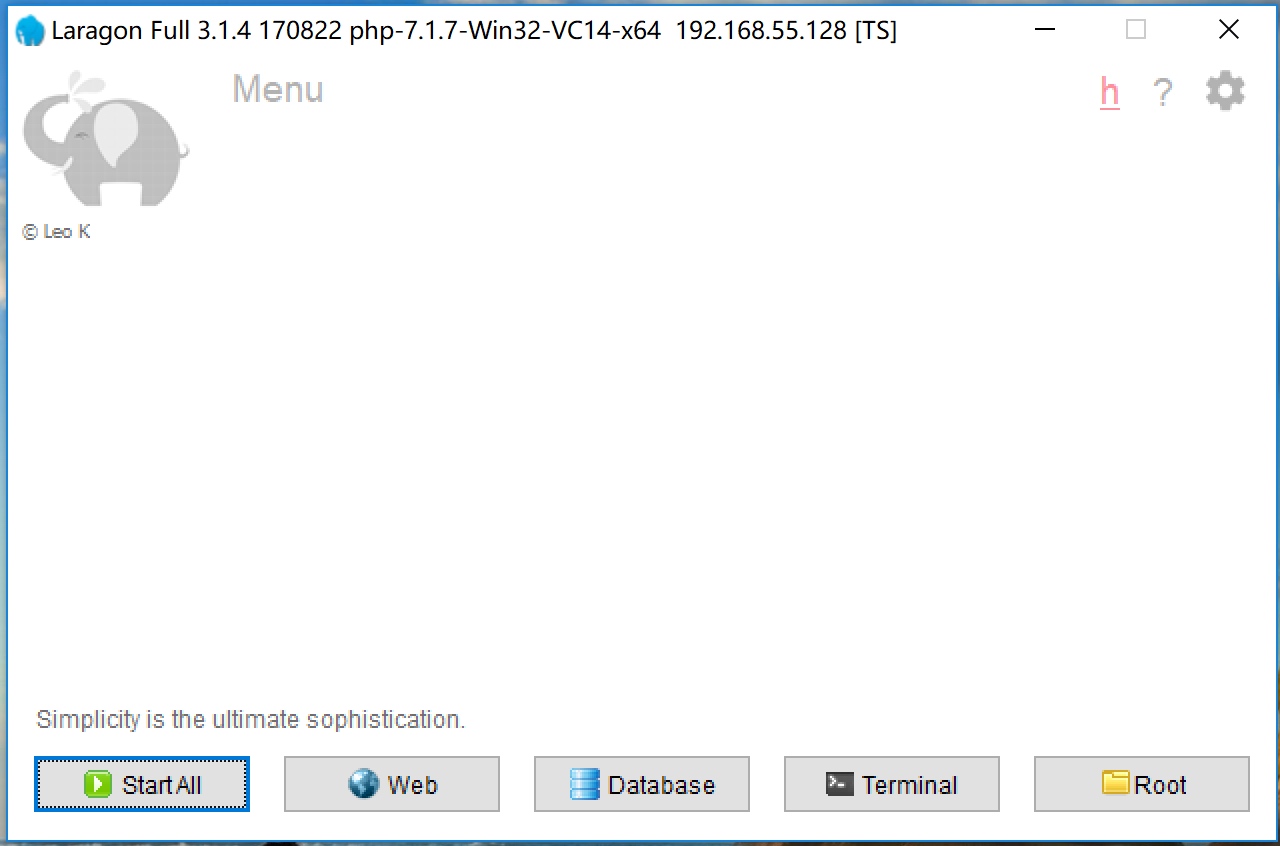 Laragon Full 3.1.4 170822 php-7.1.7-Win32-VC14-x64  192.168.55.128 [TS]
Menu
h ?
© Leo K
Simplicity is the ultimate sophistication.
Start All Web Database Terminal Root